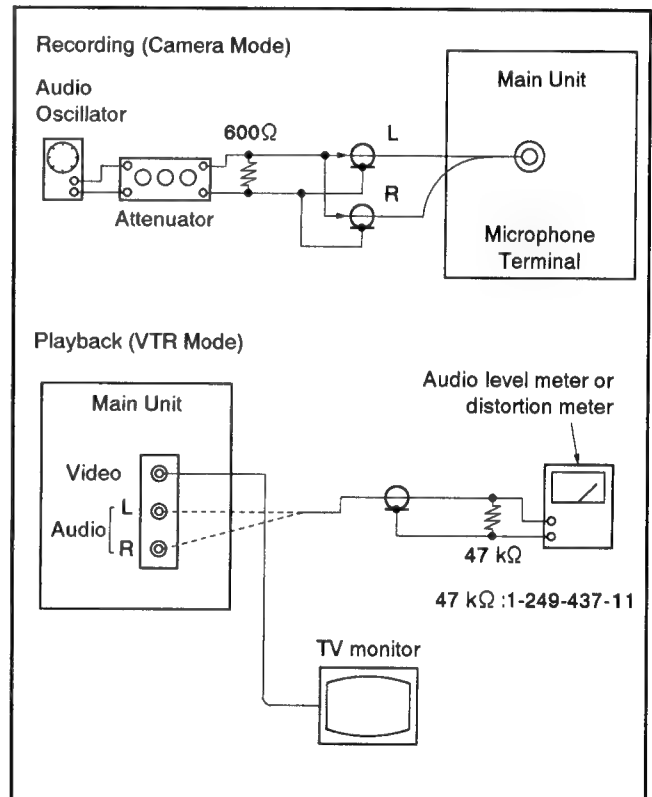 Recording (Camera Mode)
Audio
Oscillator
600Ω
L
R
Attenuator
Main Unit
Microphone
Terminal
Playback (VTR Mode)
Main Unit
Video
Audio
L
R
Audio level meter or
distortion meter
47 kΩ
47 kΩ :1-249-437-11
TV monitor